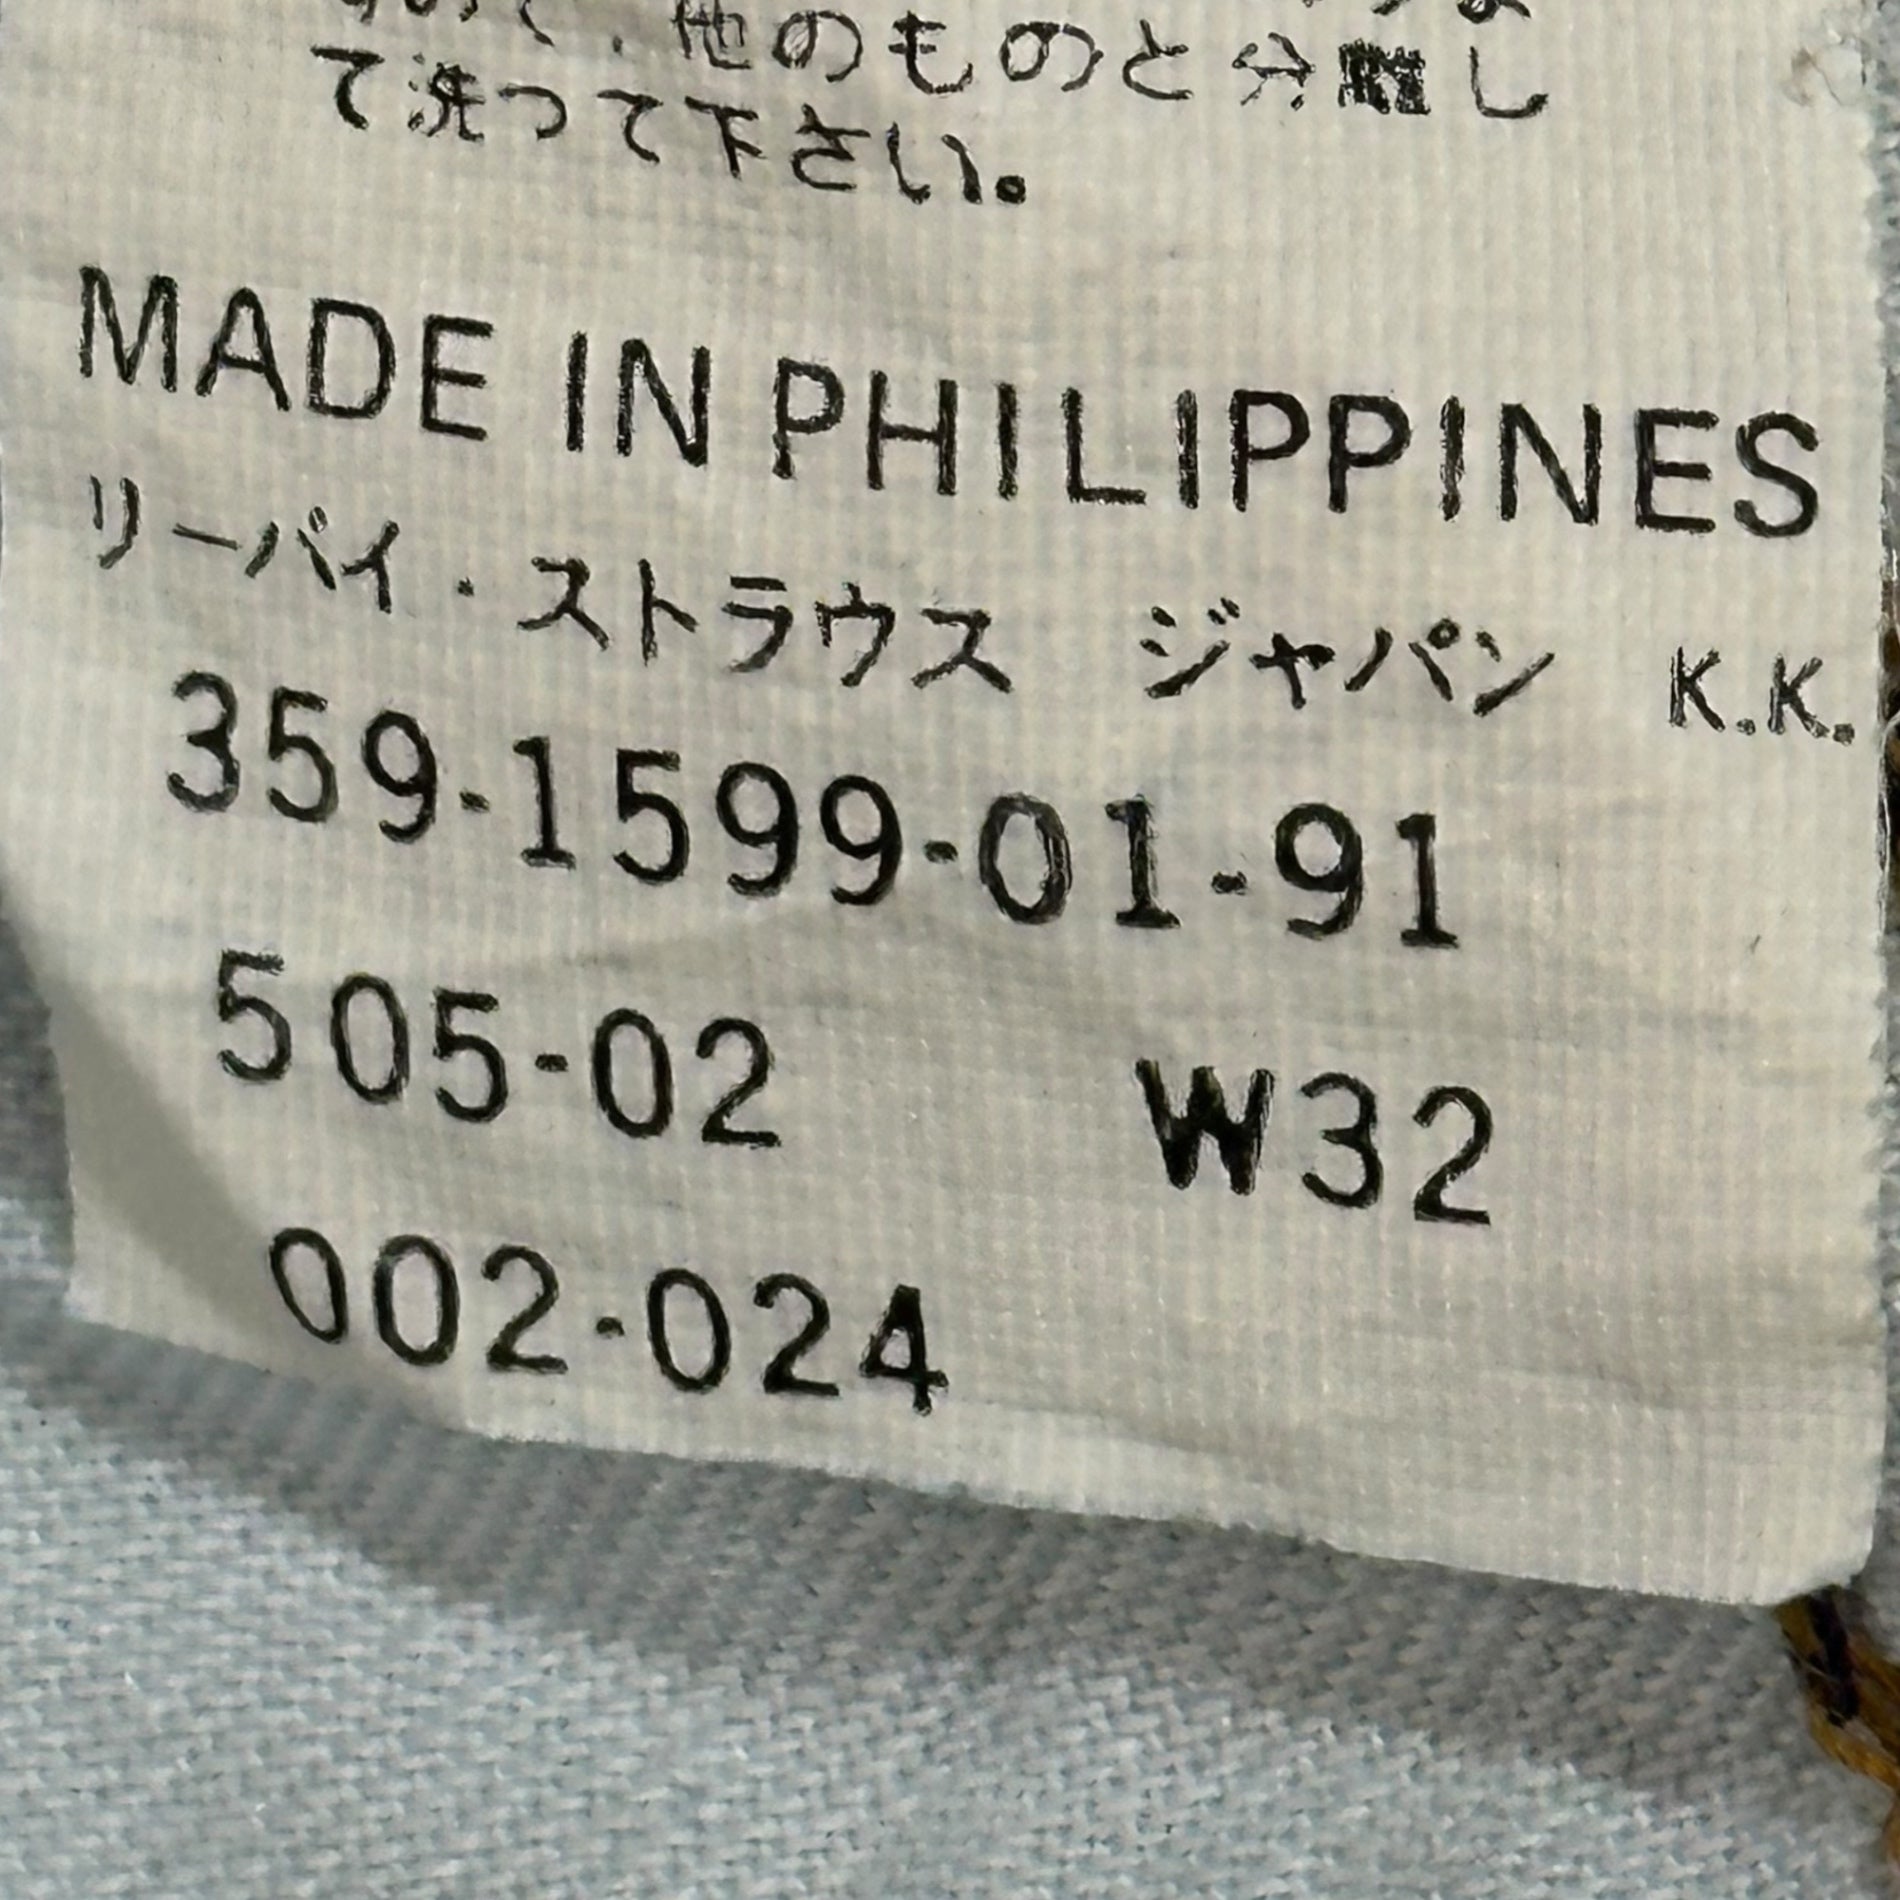 他のものと分離し
て洗って下さい。
MADE IN PHILIPPINES
リーバイ・ストラウス ジャパン K.K.
359-1599-01-91
505-02 W32
002-024